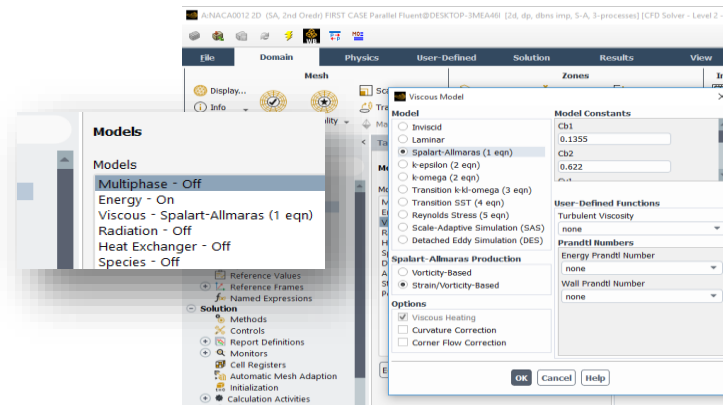 A:NACA0012 2D (SA, 2nd Oredr) FIRST CASE Parallel Fluent@DESKTOP-3MEA46I [2d, dp, dbns imp, S-A, 3-processes] [CFD Solver - Level 2 -
File Domain Physics User-Defined Solution Results View
Mesh Zones
Display...
Info
Models
Models
Multiphase - Off
Energy - On
Viscous - Spalart-Allmaras (1 eqn)
Radiation - Off
Heat Exchanger - Off
Species - Off
Reference Values
Reference Frames
Named Expressions
Solution
Methods
Controls
Report Definitions
Monitors
Cell Registers
Automatic Mesh Adaption
Initialization
Calculation Activities
Viscous Model
Model
Inviscid
Laminar
Spalart-Allmaras (1 eqn)
k-epsilon (2 eqn)
k-omega (2 eqn)
Transition k-kl-omega (3 eqn)
Transition SST (4 eqn)
Reynolds Stress (5 eqn)
Scale-Adaptive Simulation (SAS)
Detached Eddy Simulation (DES)
Spalart-Allmaras Production
Vorticity-Based
Strain/Vorticity-Based
Options
Viscous Heating
Curvature Correction
Corner Flow Correction
Model Constants
Cb1
0.1355
Cb2
0.622
User-Defined Functions
Turbulent Viscosity
none
Prandtl Numbers
Energy Prandtl Number
none
Wall Prandtl Number
none
OK Cancel Help